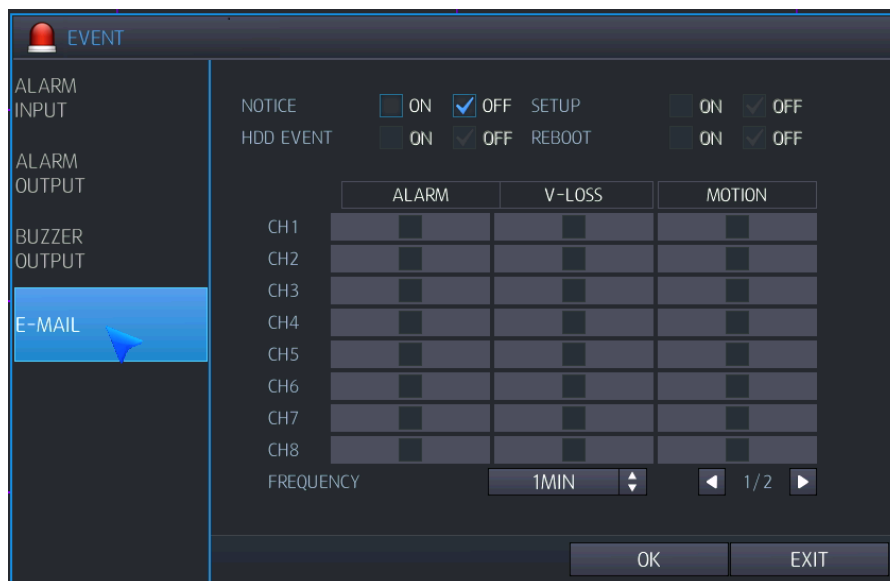 EVENT
ALARM
INPUT
ALARM
OUTPUT
BUZZER
OUTPUT
E-MAIL
NOTICE ON OFF SETUP ON OFF
HDD EVENT ON OFF REBOOT ON OFF
ALARM V-LOSS MOTION
CH1
CH2
CH3
CH4
CH5
CH6
CH7
CH8
FREQUENCY 1MIN 1/2
OK EXIT